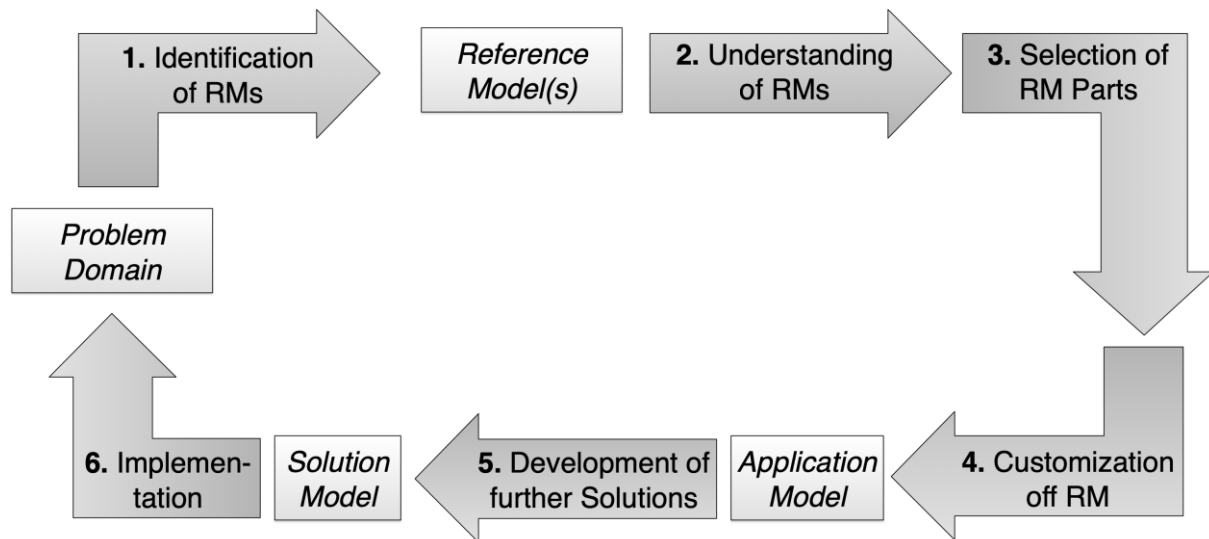 1. Identification
of RMs
Reference
Model(s)
2. Understanding
of RMs
3. Selection of
RM Parts
Problem
Domain
4. Customization
off RM
Application
Model
5. Development of
further Solutions
Solution
Model
6. Implemen-
tation